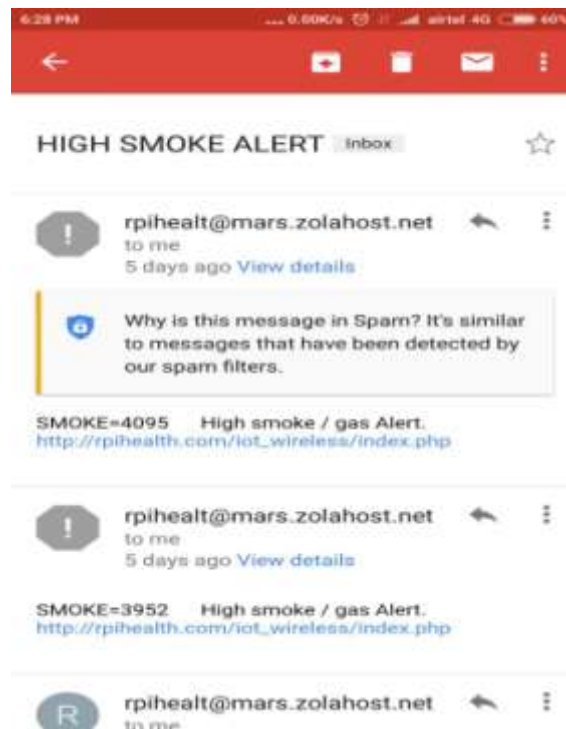 6:28 PM ... 0.60K/s airtel 4G 60%
HIGH SMOKE ALERT Inbox
!
rpihealt@mars.zolahost.net
to me
5 days ago View details
Why is this message in Spam? It's similar
to messages that have been detected by
our spam filters.
SMOKE=4095 High smoke / gas Alert.
http://rpihealth.com/iot_wireless/index.php
!
rpihealt@mars.zolahost.net
to me
5 days ago View details
SMOKE=3952 High smoke / gas Alert.
http://rpihealth.com/iot_wireless/index.php
R
rpihealt@mars.zolahost.net
to me